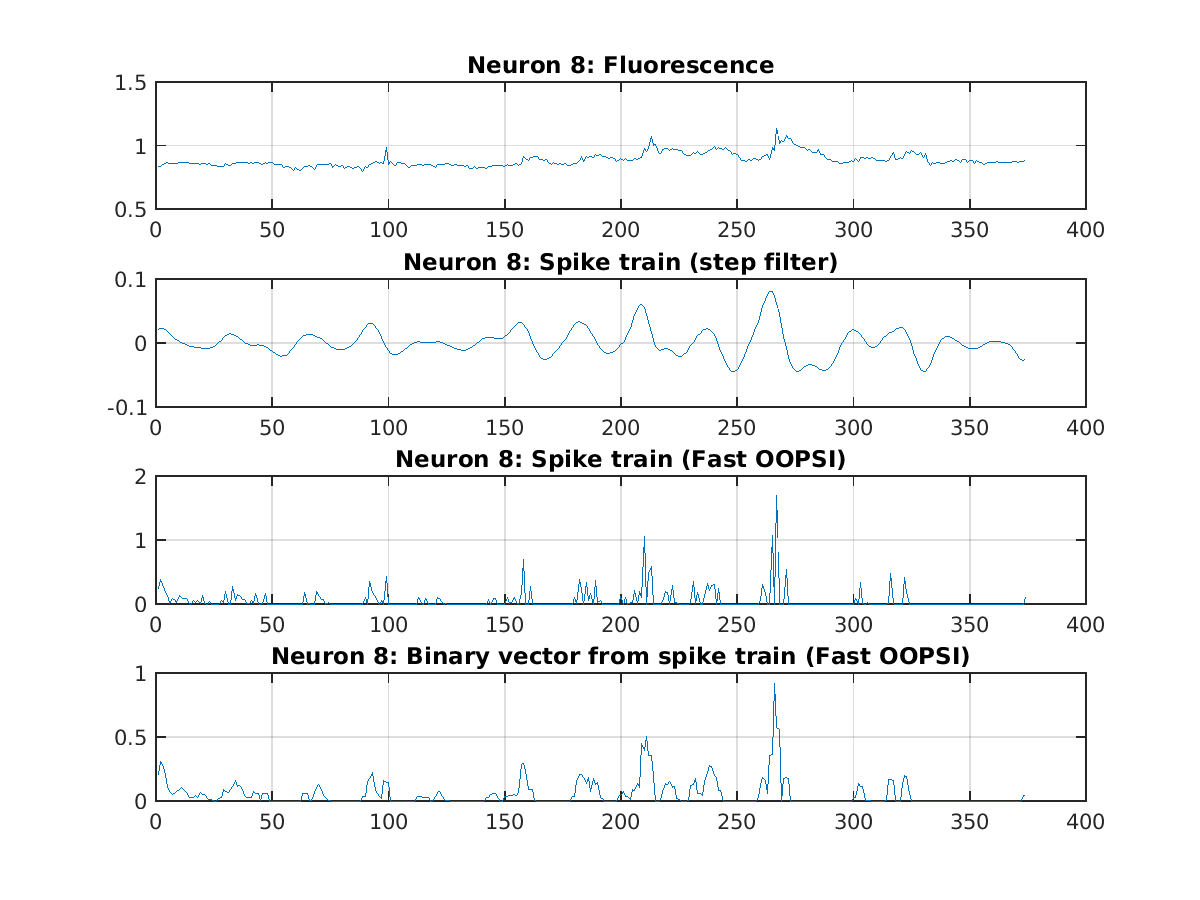 Neuron 8: Fluorescence
1.5
1
0.5
0 50 100 150 200 250 300 350 400
Neuron 8: Spike train (step filter)
0.1
0
-0.1
0 50 100 150 200 250 300 350 400
Neuron 8: Spike train (Fast OOPSI)
2
1
0
0 50 100 150 200 250 300 350 400
Neuron 8: Binary vector from spike train (Fast OOPSI)
1
0.5
0
0 50 100 150 200 250 300 350 400